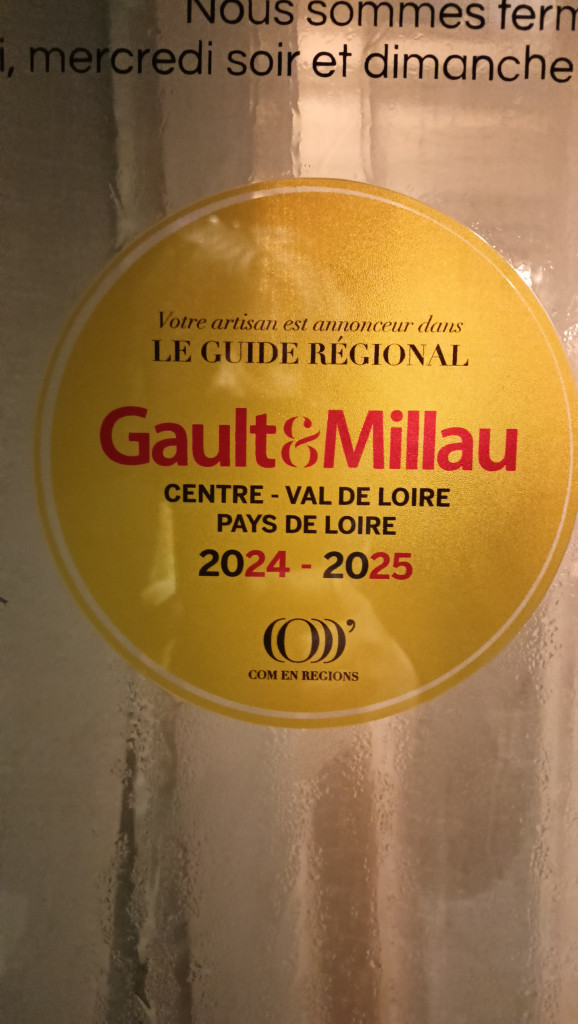 Nous sommes
mercredi soir et dimanche
Votre artisan est annonceur dans
LE GUIDE RÉGIONAL
Gault&Millau
CENTRE - VAL DE LOIRE
PAYS DE LOIRE
2024 - 2025
COM EN REGIONS